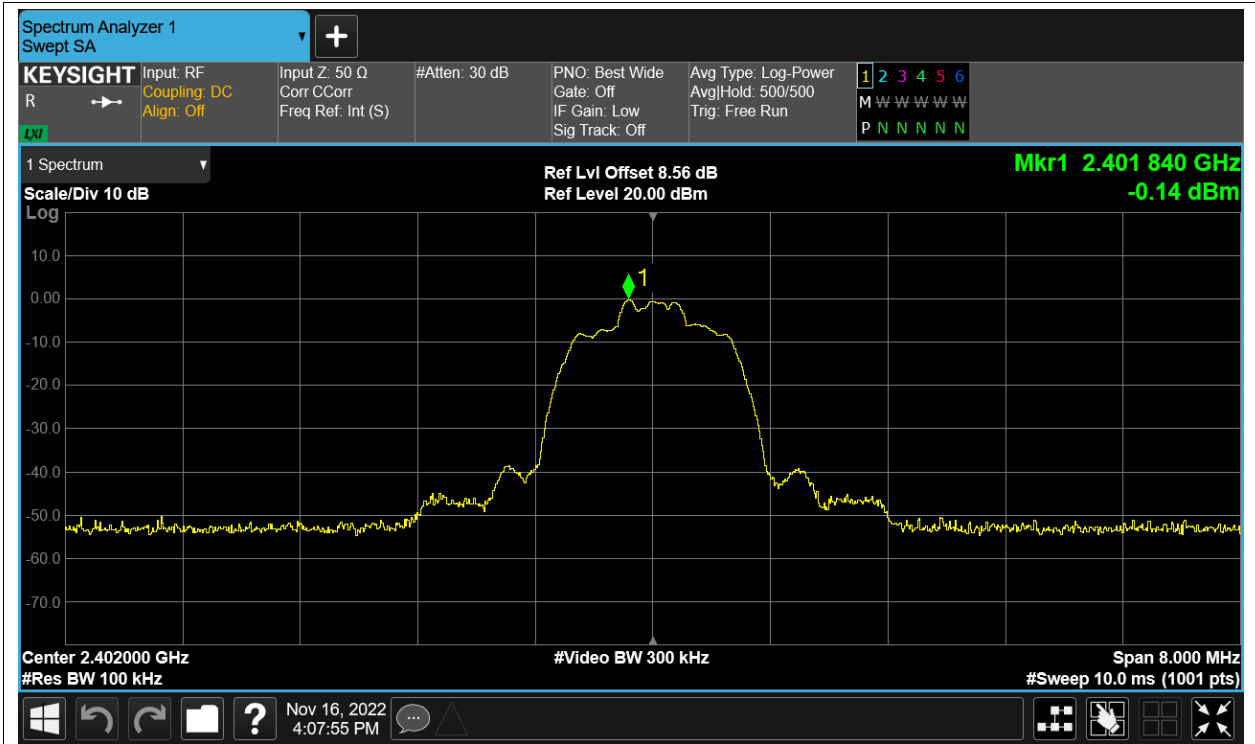 Spectrum Analyzer 1
Swept SA
▼
+
KEYSIGHT
R
LXI
Input: RF
Coupling: DC
Align: Off
Input Z: 50 Ω
Corr CCorr
Freq Ref: Int (S)
#Atten: 30 dB
PNO: Best Wide
Gate: Off
IF Gain: Low
Sig Track: Off
Avg Type: Log-Power
Avg|Hold: 500/500
Trig: Free Run
1 2 3 4 5 6
M W W W W W
P N N N N N
1 Spectrum ▼
Scale/Div 10 dB
Log
Ref Lvl Offset 8.56 dB
Ref Level 20.00 dBm
Mkr1 2.401 840 GHz
-0.14 dBm
1
10.0
0.00
-10.0
-20.0
-30.0
-40.0
-50.0
-60.0
-70.0
Center 2.402000 GHz
#Res BW 100 kHz
#Video BW 300 kHz
Span 8.000 MHz
#Sweep 10.0 ms (1001 pts)
?
Nov 16, 2022
4:07:55 PM